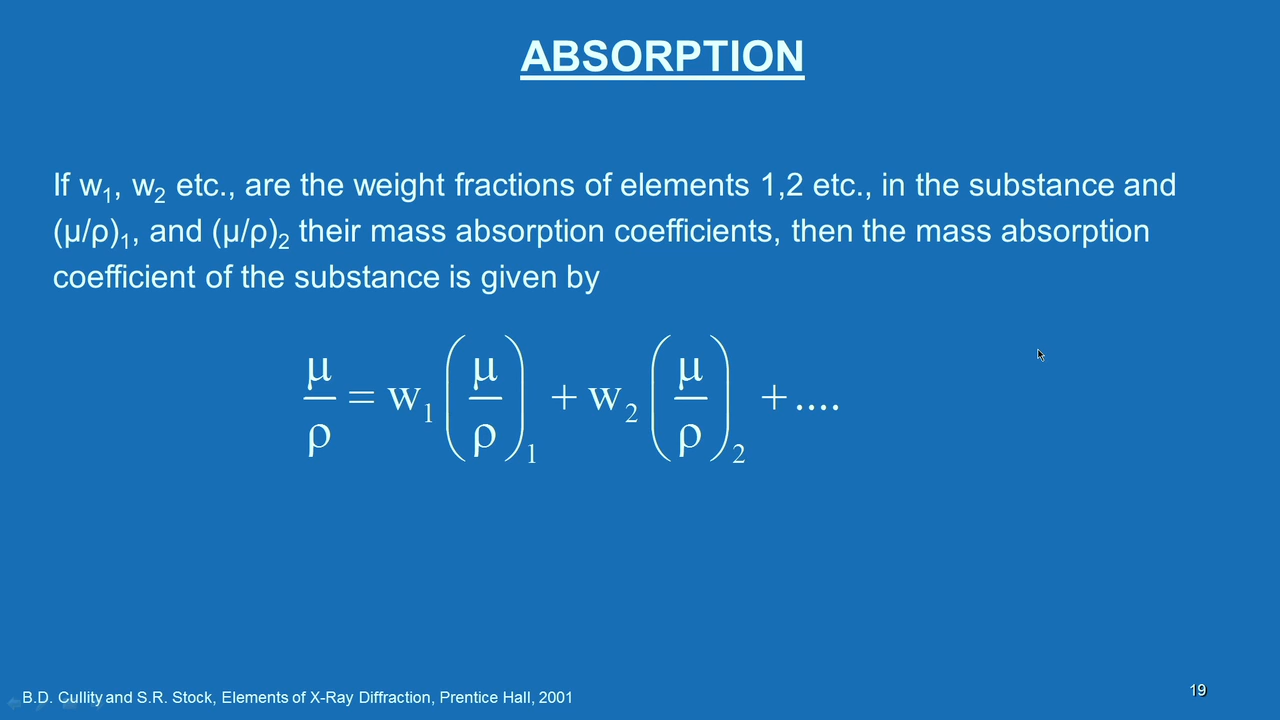 ABSORPTION
If w₁, w₂ etc., are the weight fractions of elements 1,2 etc., in the substance and
(μ/ρ)₁, and (μ/ρ)₂ their mass absorption coefficients, then the mass absorption
coefficient of the substance is given by
μ/ρ = w₁(μ/ρ)₁ + w₂(μ/ρ)₂ + ....
B.D. Cullity and S.R. Stock, Elements of X-Ray Diffraction, Prentice Hall, 2001
19